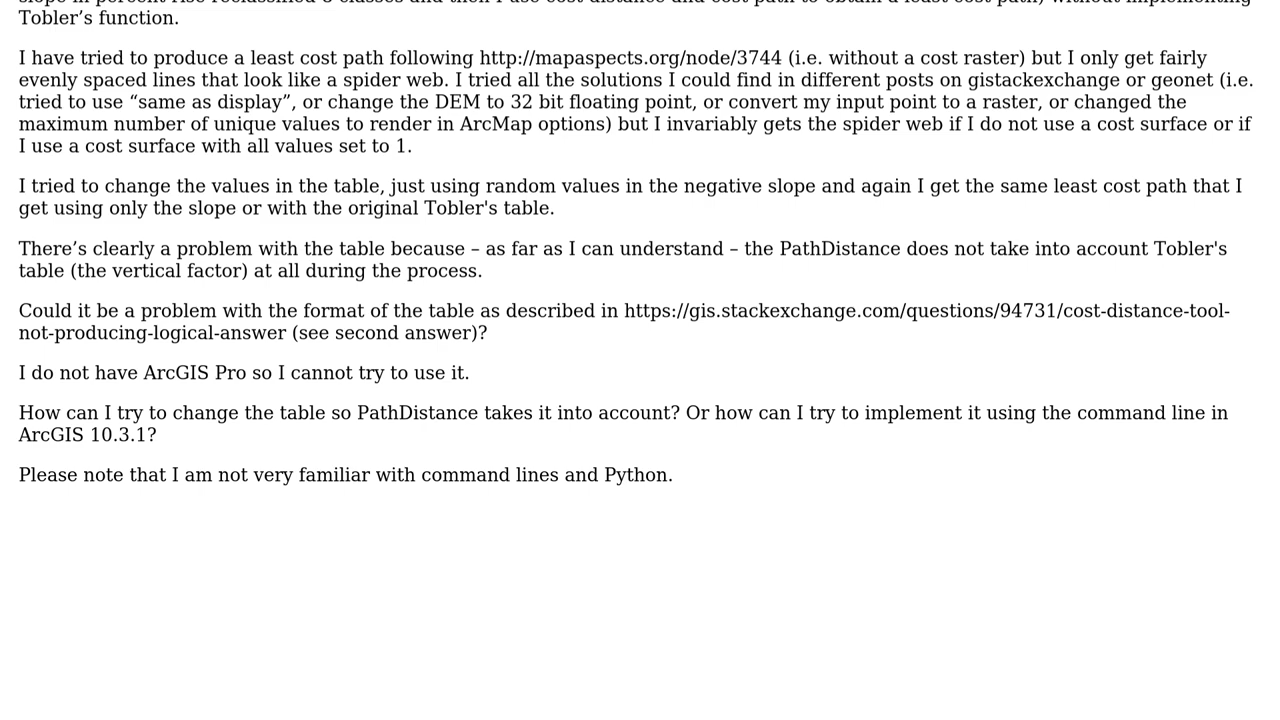 Tobler’s function.
I have tried to produce a least cost path following http://mapaspects.org/node/3744 (i.e. without a cost raster) but I only get fairly
evenly spaced lines that look like a spider web. I tried all the solutions I could find in different posts on gistackexchange or geonet (i.e.
tried to use “same as display”, or change the DEM to 32 bit floating point, or convert my input point to a raster, or changed the
maximum number of unique values to render in ArcMap options) but I invariably gets the spider web if I do not use a cost surface or if
I use a cost surface with all values set to 1.
I tried to change the values in the table, just using random values in the negative slope and again I get the same least cost path that I
get using only the slope or with the original Tobler's table.
There’s clearly a problem with the table because – as far as I can understand – the PathDistance does not take into account Tobler's
table (the vertical factor) at all during the process.
Could it be a problem with the format of the table as described in https://gis.stackexchange.com/questions/94731/cost-distance-tool-
not-producing-logical-answer (see second answer)?
I do not have ArcGIS Pro so I cannot try to use it.
How can I try to change the table so PathDistance takes it into account? Or how can I try to implement it using the command line in
ArcGIS 10.3.1?
Please note that I am not very familiar with command lines and Python.